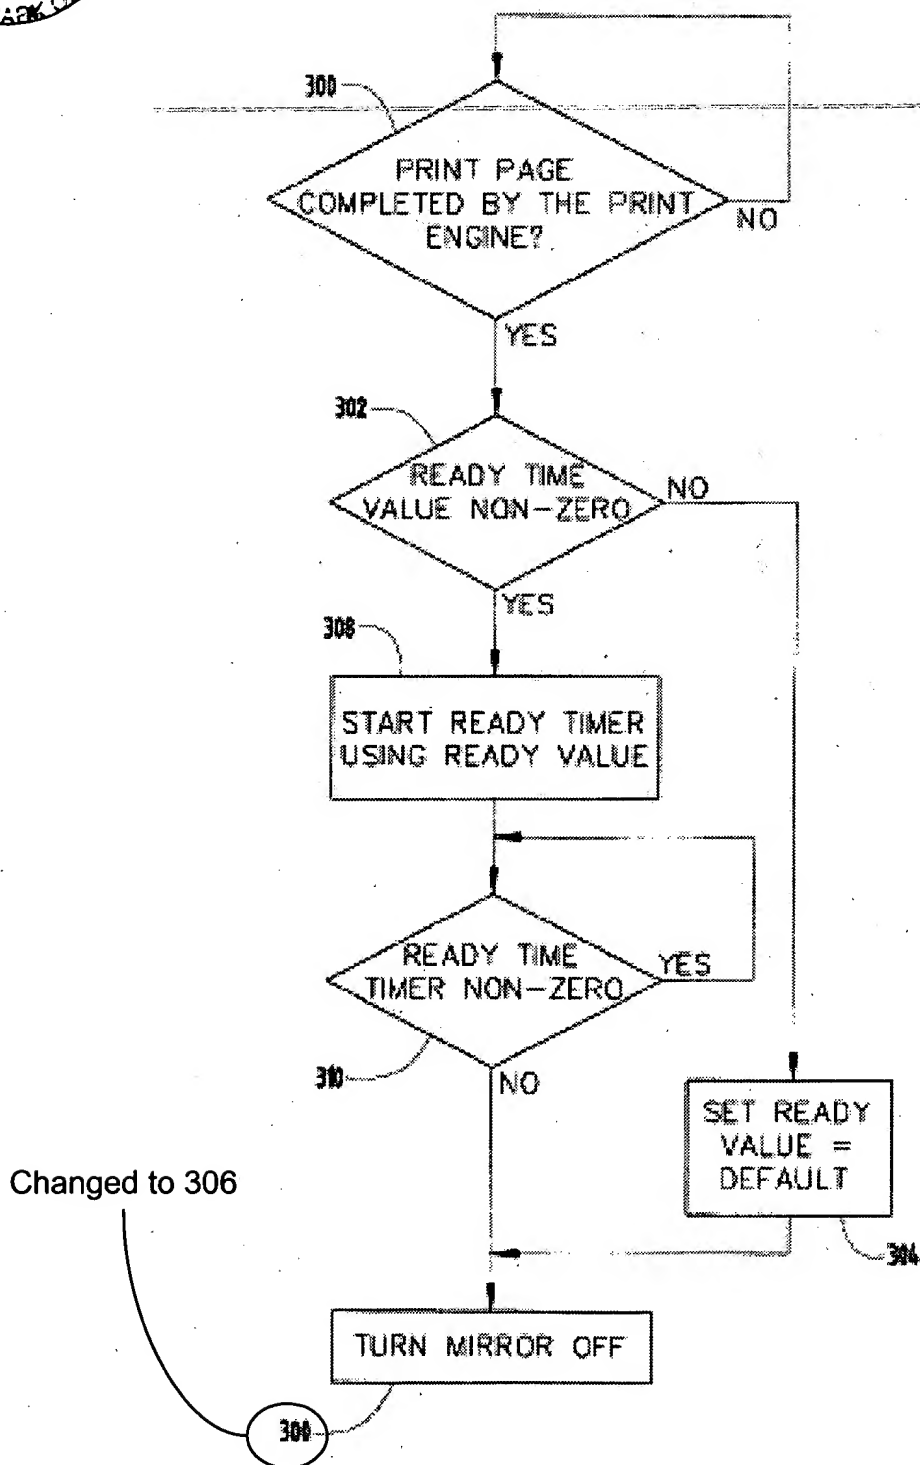 300
PRINT PAGE
COMPLETED BY THE PRINT
ENGINE?
NO
YES
302
READY TIME
VALUE NON-ZERO
NO
YES
308
START READY TIMER
USING READY VALUE
READY TIME
TIMER NON-ZERO
YES
310
NO
SET READY
VALUE =
DEFAULT
Changed to 306
304
TURN MIRROR OFF
300